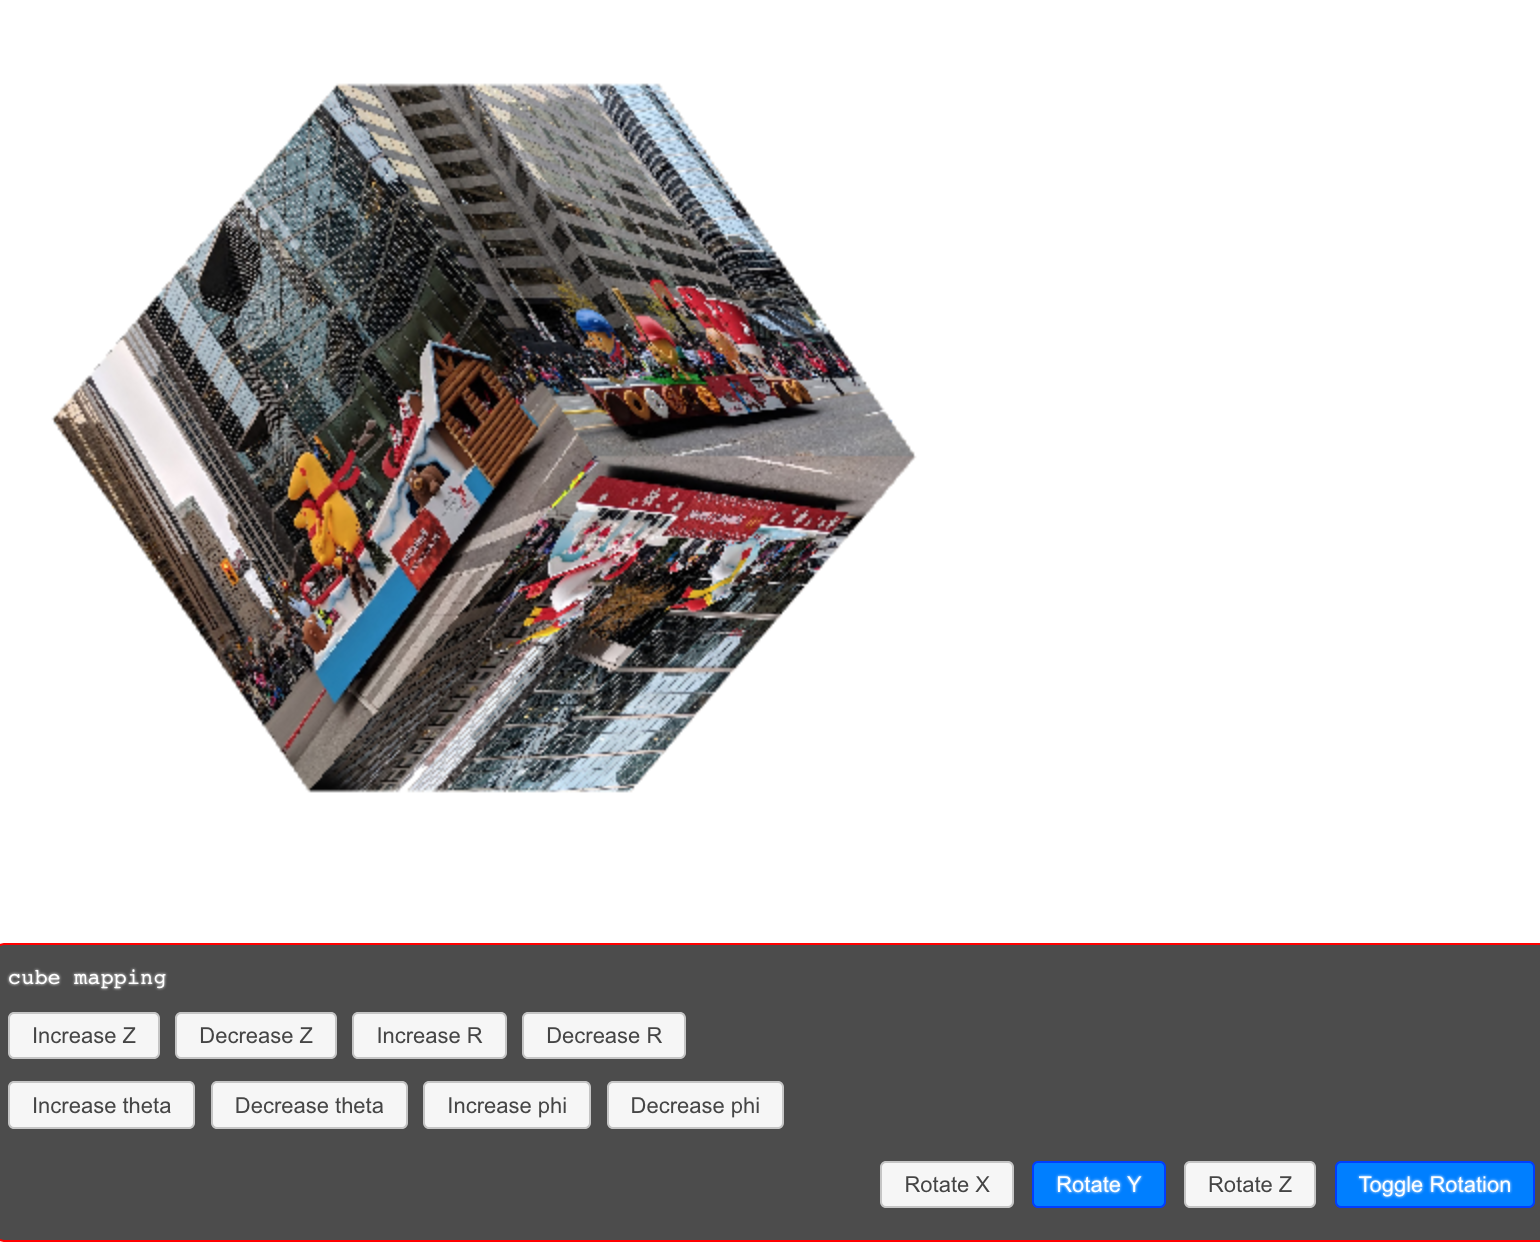 cube mapping
Increase Z Decrease Z Increase R Decrease R
Increase theta Decrease theta Increase phi Decrease phi
Rotate X Rotate Y Rotate Z Toggle Rotation